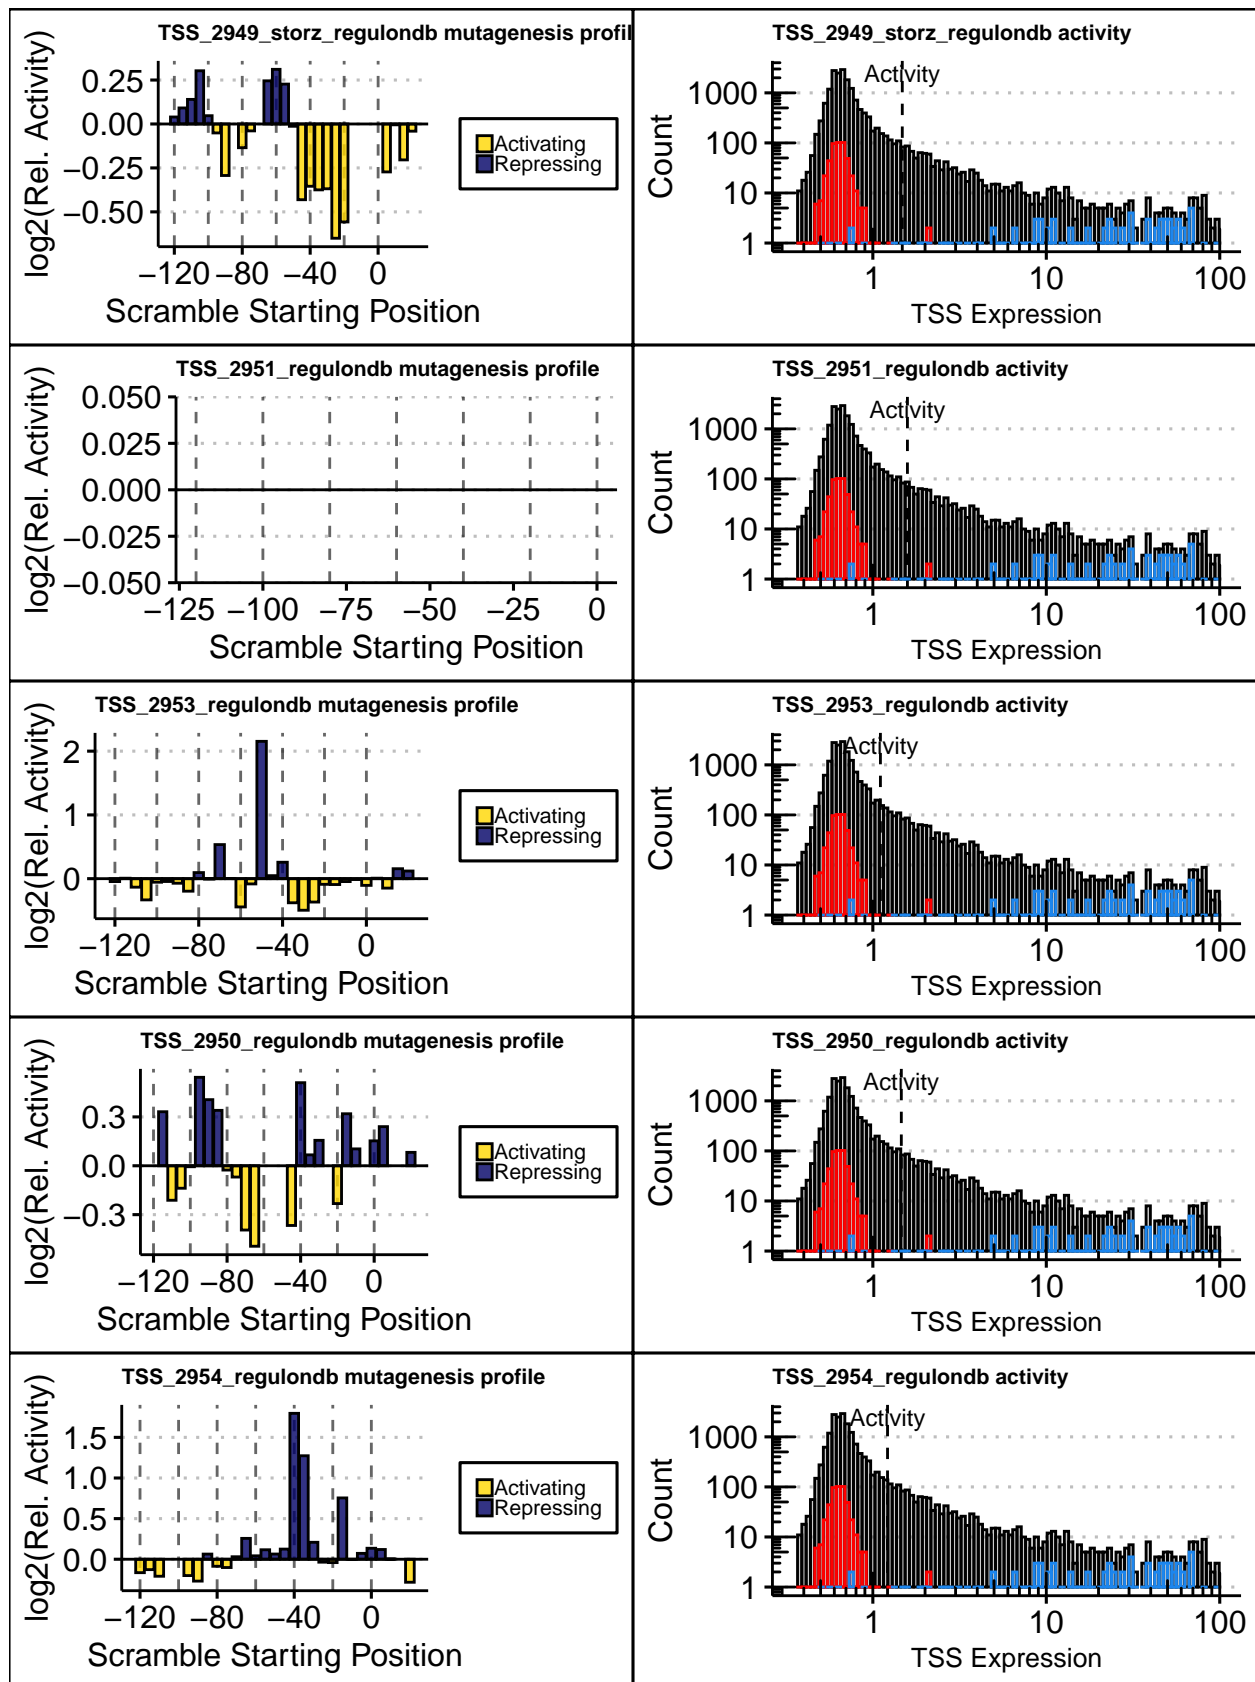 TSS_2949_storz_regulondb mutagenesis profil
log2(Rel. Activity)
0.25
0.00
−0.25
−0.50
−120 −80 −40 0
Scramble Starting Position
Activating
Repressing
TSS_2949_storz_regulondb activity
Activity
Count
1000
100
10
1
1 10 100
TSS Expression
TSS_2951_regulondb mutagenesis profile
log2(Rel. Activity)
0.050
0.025
0.000
−0.025
−0.050
−125 −100 −75 −50 −25 0
Scramble Starting Position
TSS_2951_regulondb activity
Activity
Count
1000
100
10
1
1 10 100
TSS Expression
TSS_2953_regulondb mutagenesis profile
log2(Rel. Activity)
2
1
0
−120 −80 −40 0
Scramble Starting Position
Activating
Repressing
TSS_2953_regulondb activity
Activity
Count
1000
100
10
1
1 10 100
TSS Expression
TSS_2950_regulondb mutagenesis profile
log2(Rel. Activity)
0.3
0.0
−0.3
−120 −80 −40 0
Scramble Starting Position
Activating
Repressing
TSS_2950_regulondb activity
Activity
Count
1000
100
10
1
1 10 100
TSS Expression
TSS_2954_regulondb mutagenesis profile
log2(Rel. Activity)
1.5
1.0
0.5
0.0
−120 −80 −40 0
Scramble Starting Position
Activating
Repressing
TSS_2954_regulondb activity
Activity
Count
1000
100
10
1
1 10 100
TSS Expression